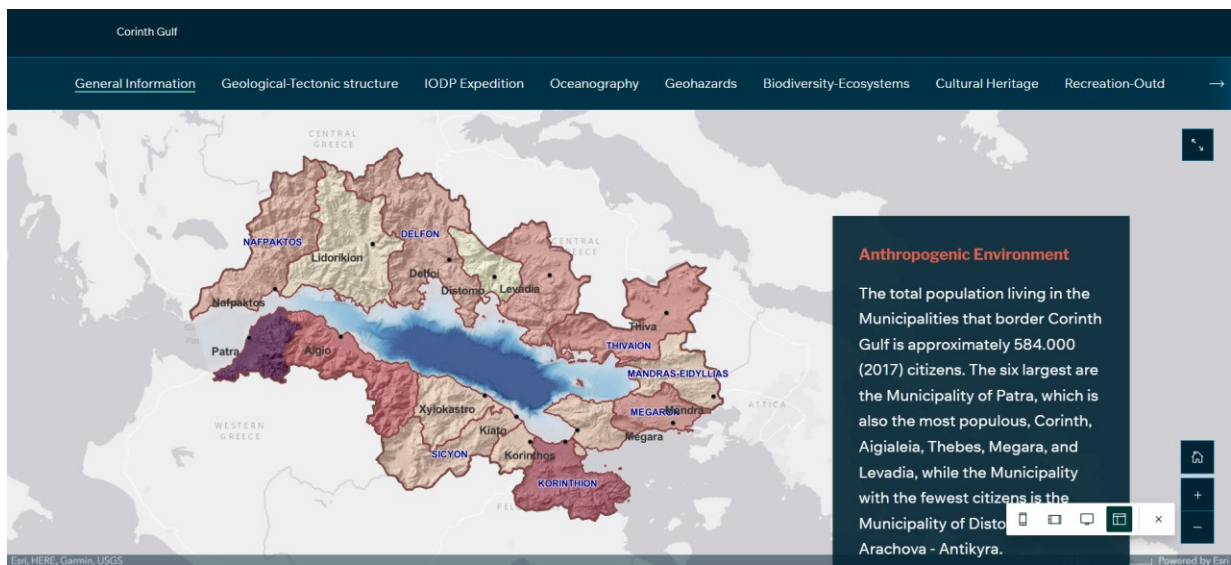 Corinth Gulf
General Information Geological-Tectonic structure IODP Expedition Oceanography Geohazards Biodiversity-Ecosystems Cultural Heritage Recreation-Outd →
CENTRAL
GREECE
NAFPAKTOS
DELFON
Lidorikion
CENTRAL
Delfoi
Distomo
Levadia
Nafpaktos
Thiva
Patra
Aigio
THIVAION
MANDRAS-EIDYLLIAS
Xylokastro
MEGARON
Mandra
ATTICA
WESTERN
GREECE
Kiato
Megara
SICYON
Korinthos
KORINTHION
Anthropogenic Environment
The total population living in the
Municipalities that border Corinth
Gulf is approximately 584.000
(2017) citizens. The six largest are
the Municipality of Patra, which is
also the most populous, Corinth,
Aigialeia, Thebes, Megara, and
Levadia, while the Municipality
with the fewest citizens is the
Municipality of Disto
Arachova - Antikyra.
Esri, HERE, Garmin, USGS
Powered by Esri